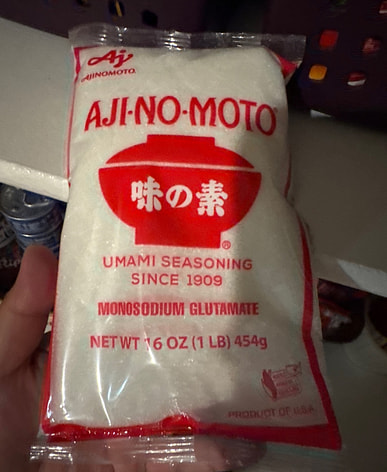 Aj
AJINOMOTO
AJI-NO-MOTO®
味の素
®
UMAMI SEASONING
SINCE 1909
MONOSODIUM GLUTAMATE
NET WT 16 OZ (1 LB) 454g
PRODUCT OF U.S.A.